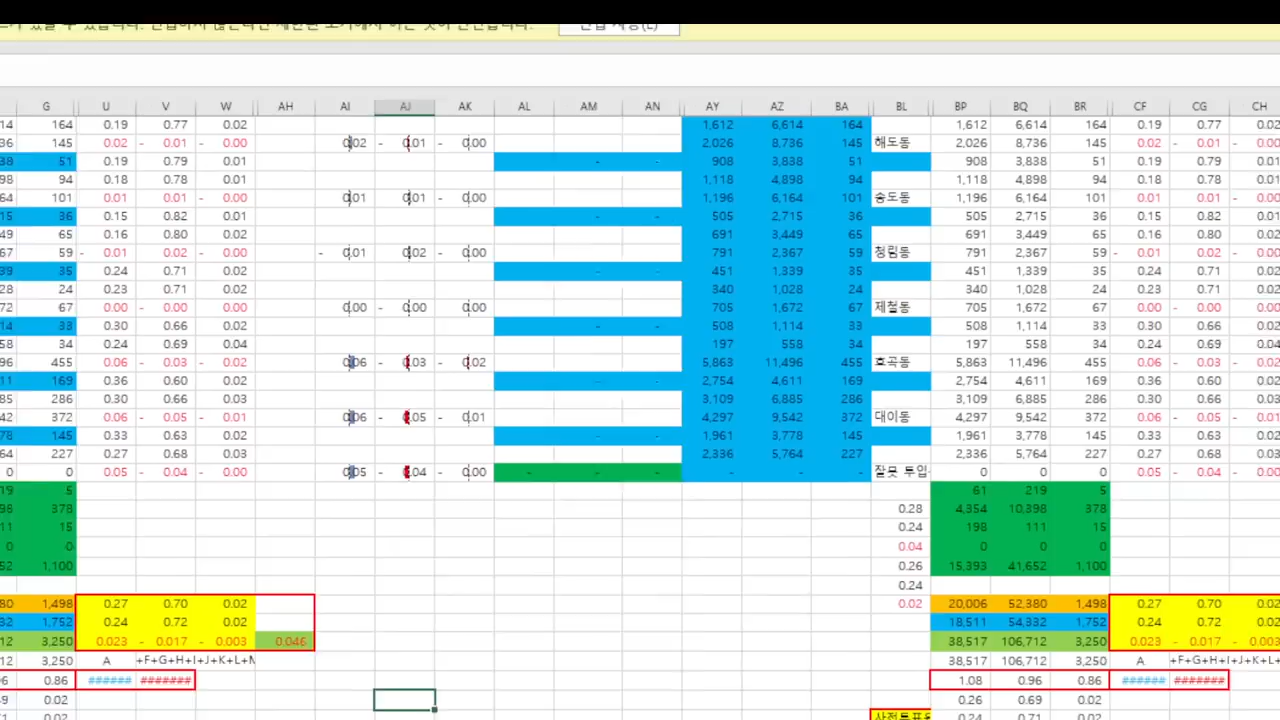 G U V W AH AI AJ AK AL AM AN AY AZ BA BL BP BQ BR CF CG CH
14 164 0.19 0.77 0.02 1,612 6,614 164 1,612 6,614 164 0.19 0.77 0.02
36 145 0.02 - 0.01 - 0.00 0.02 - 0.01 - 0.00 2,026 8,736 145 해도동 2,026 8,736 145 0.02 - 0.01 - 0.00
38 51 0.19 0.79 0.01 - - 908 3,838 51 908 3,838 51 0.19 0.79 0.01
98 94 0.18 0.78 0.01 1,118 4,898 94 1,118 4,898 94 0.18 0.78 0.01
64 101 0.01 0.01 - 0.00 0.01 0.01 - 0.00 1,196 6,164 101 송도동 1,196 6,164 101 0.01 0.01 - 0.00
15 36 0.15 0.82 0.01 - - 505 2,715 36 505 2,715 36 0.15 0.82 0.01
49 65 0.16 0.80 0.02 691 3,449 65 691 3,449 65 0.16 0.80 0.02
67 59 - 0.01 0.02 - 0.00 - 0.01 0.02 - 0.00 791 2,367 59 청림동 791 2,367 59 - 0.01 0.02 - 0.00
39 35 0.24 0.71 0.02 - - 451 1,339 35 451 1,339 35 0.24 0.71 0.02
28 24 0.23 0.71 0.02 340 1,028 24 340 1,028 24 0.23 0.71 0.02
72 67 0.00 - 0.00 - 0.00 0.00 - 0.00 - 0.00 705 1,672 67 제철동 705 1,672 67 0.00 - 0.00 - 0.00
14 33 0.30 0.66 0.02 - - 508 1,114 33 508 1,114 33 0.30 0.66 0.02
58 34 0.24 0.69 0.04 197 558 34 197 558 34 0.24 0.69 0.04
96 455 0.06 - 0.03 - 0.02 0.06 - 0.03 - 0.02 5,863 11,496 455 효곡동 5,863 11,496 455 0.06 - 0.03 - 0.02
11 169 0.36 0.60 0.02 - - 2,754 4,611 169 2,754 4,611 169 0.36 0.60 0.02
85 286 0.30 0.66 0.03 3,109 6,885 286 3,109 6,885 286 0.30 0.66 0.03
42 372 0.06 - 0.05 - 0.01 0.06 - 0.05 - 0.01 4,297 9,542 372 대이동 4,297 9,542 372 0.06 - 0.05 - 0.01
78 145 0.33 0.63 0.02 - - 1,961 3,778 145 1,961 3,778 145 0.33 0.63 0.02
64 227 0.27 0.68 0.03 2,336 5,764 227 2,336 5,764 227 0.27 0.68 0.03
0 0 0.05 - 0.04 - 0.00 0.05 - 0.04 - 0.00 - - - - - - 잘못 투입 0 0 0 0.05 - 0.04 - 0.00
19 5 61 219 5
98 378 0.28 4,354 10,398 378
11 15 0.24 198 111 15
0 0 0.04 0 0 0
52 1,100 0.26 15,393 41,652 1,100
0.24
80 1,498 0.27 0.70 0.02 0.02 20,006 52,380 1,498 0.27 0.70 0.02
32 1,752 0.24 0.72 0.02 18,511 54,332 1,752 0.24 0.72 0.02
12 3,250 0.023 - 0.017 - 0.003 0.046 38,517 106,712 3,250 0.023 - 0.017 - 0.003
12 3,250 A +F+G+H+I+J+K+L+M 38,517 106,712 3,250 A +F+G+H+I+J+K+L+
6 0.86 ###### ####### 1.08 0.96 0.86 ###### #######
49 0.02 0.26 0.69 0.02
0.02 0.24 0.71 0.02